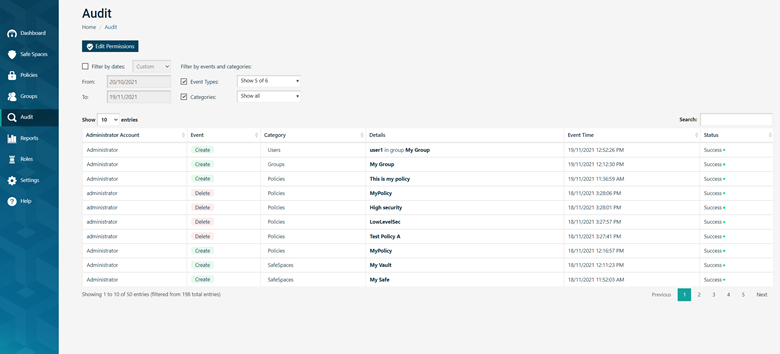 Dashboard
Safe Spaces
Policies
Groups
Audit
Reports
Roles
Settings
Help
Audit
Home / Audit
Edit Permissions
Filter by dates: Custom Filter by events and categories:
From: 20/10/2021 Event Types: Show 5 of 6
To: 19/11/2021 Categories: Show all
Show 10 entries Search:
Administrator Account Event Category Details Event Time Status
Administrator Create Users user1 in group My Group 19/11/2021 12:52:26 PM Success
Administrator Create Groups My Group 19/11/2021 12:12:30 PM Success
Administrator Create Policies This is my policy 19/11/2021 11:36:59 AM Success
administrator Delete Policies MyPolicy 18/11/2021 3:28:06 PM Success
administrator Delete Policies High security 18/11/2021 3:28:01 PM Success
administrator Delete Policies LowLevelSec 18/11/2021 3:27:57 PM Success
administrator Delete Policies Test Policy A 18/11/2021 3:27:41 PM Success
Administrator Create Policies MyPolicy 18/11/2021 12:16:57 PM Success
Administrator Create SafeSpaces My Vault 18/11/2021 12:11:23 PM Success
Administrator Create SafeSpaces My Safe 18/11/2021 11:52:03 AM Success
Showing 1 to 10 of 50 entries (filtered from 198 total entries) Previous 1 2 3 4 5 Next